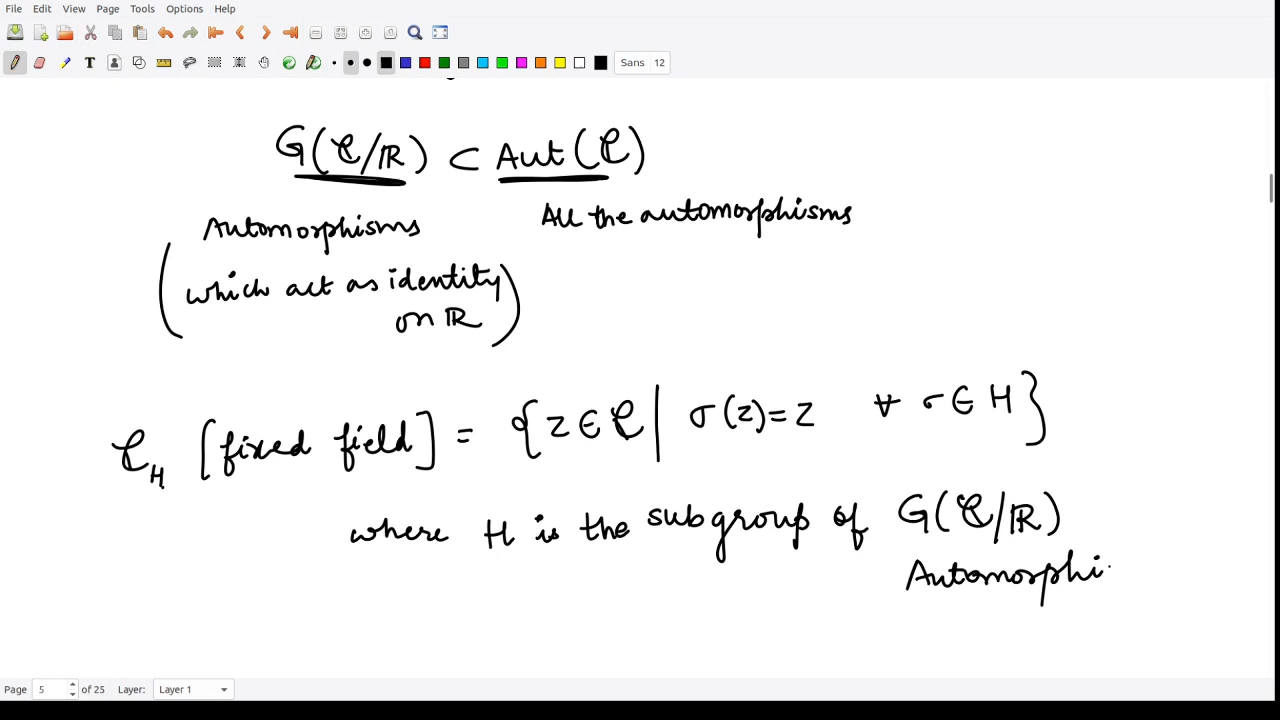 File Edit View Page Tools Options Help
Sans 12
G(ℂ/ℝ) ⊂ Aut(ℂ)
Automorphisms All the automorphisms
(which act as identity
on ℝ)
ℂ_H [fixed field] = {z ∈ ℂ | σ(z)=z ∀ σ ∈ H}
where H is the subgroup of G(ℂ/ℝ)
Automorphi
Page 5 of 25 Layer: Layer 1